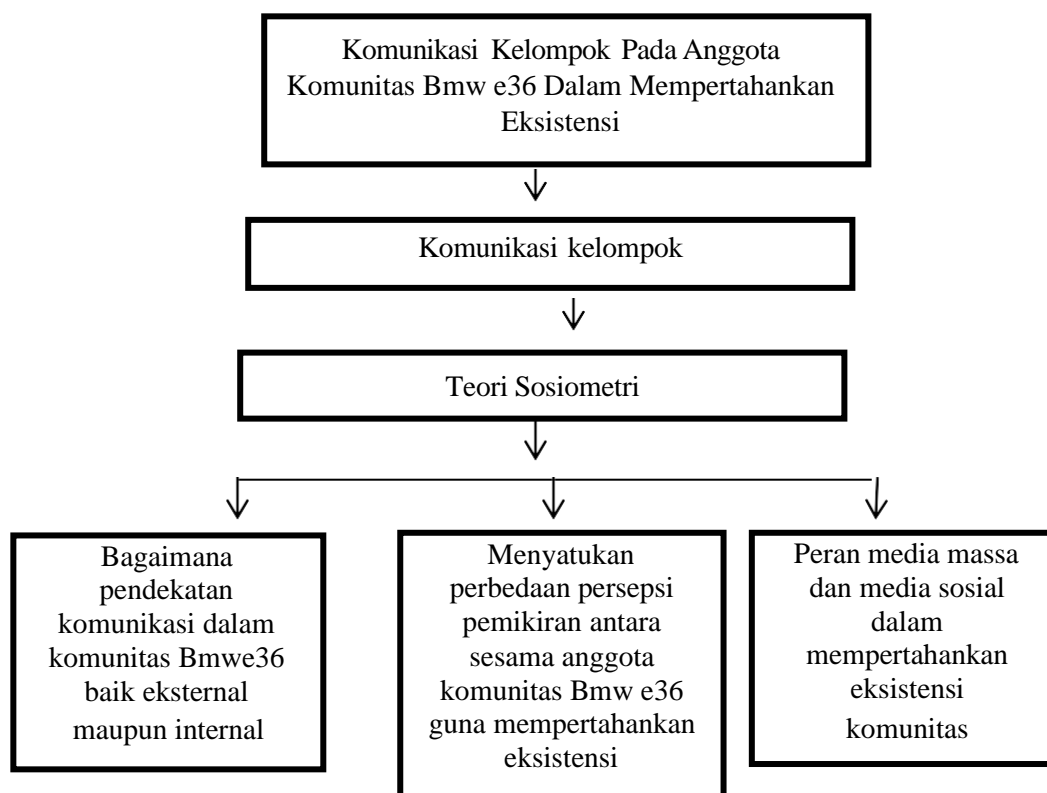 Komunikasi Kelompok Pada Anggota
Komunitas Bmw e36 Dalam Mempertahankan
Eksistensi
Komunikasi kelompok
Teori Sosiometri
Bagaimana
pendekatan
komunikasi dalam
komunitas Bmwe36
baik eksternal
maupun internal
Menyatukan
perbedaan persepsi
pemikiran antara
sesama anggota
komunitas Bmw e36
guna mempertahankan
eksistensi
Peran media massa
dan media sosial
dalam
mempertahankan
eksistensi
komunitas